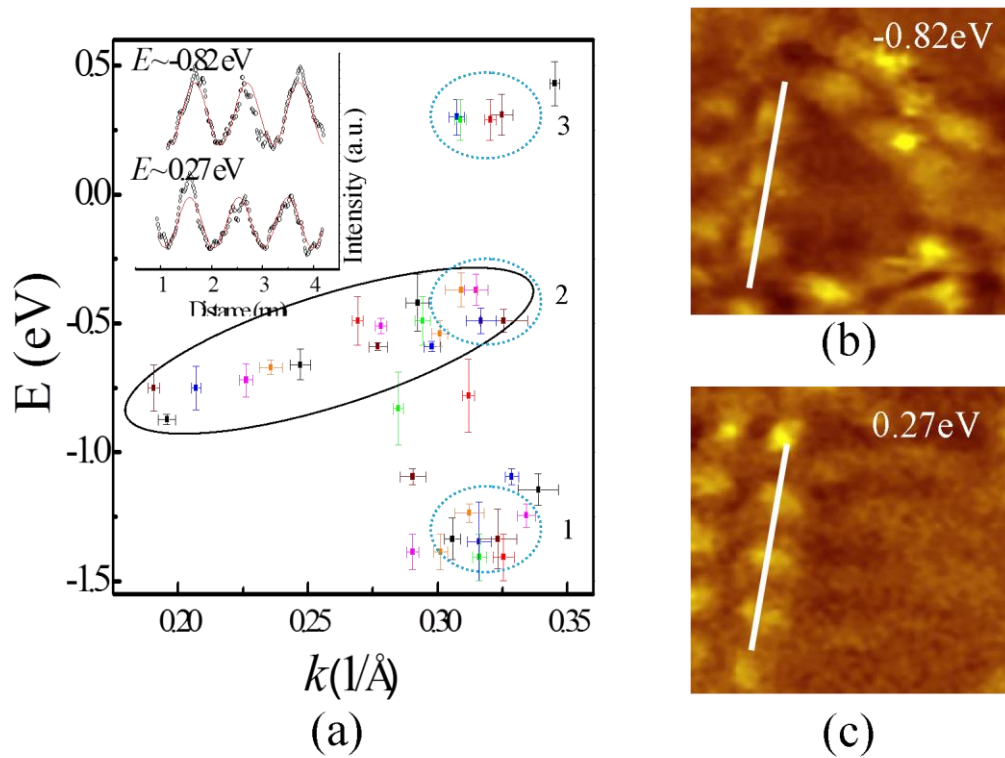 E~-0.82eV
E~0.27eV
Intensity (a.u.)
1 2 3 4
Distance (nm)
0.5
0.0
-0.5
-1.0
-1.5
E (eV)
3
2
1
0.20 0.25 0.30 0.35
k(1/Å)
(a)
-0.82eV
(b)
0.27eV
(c)